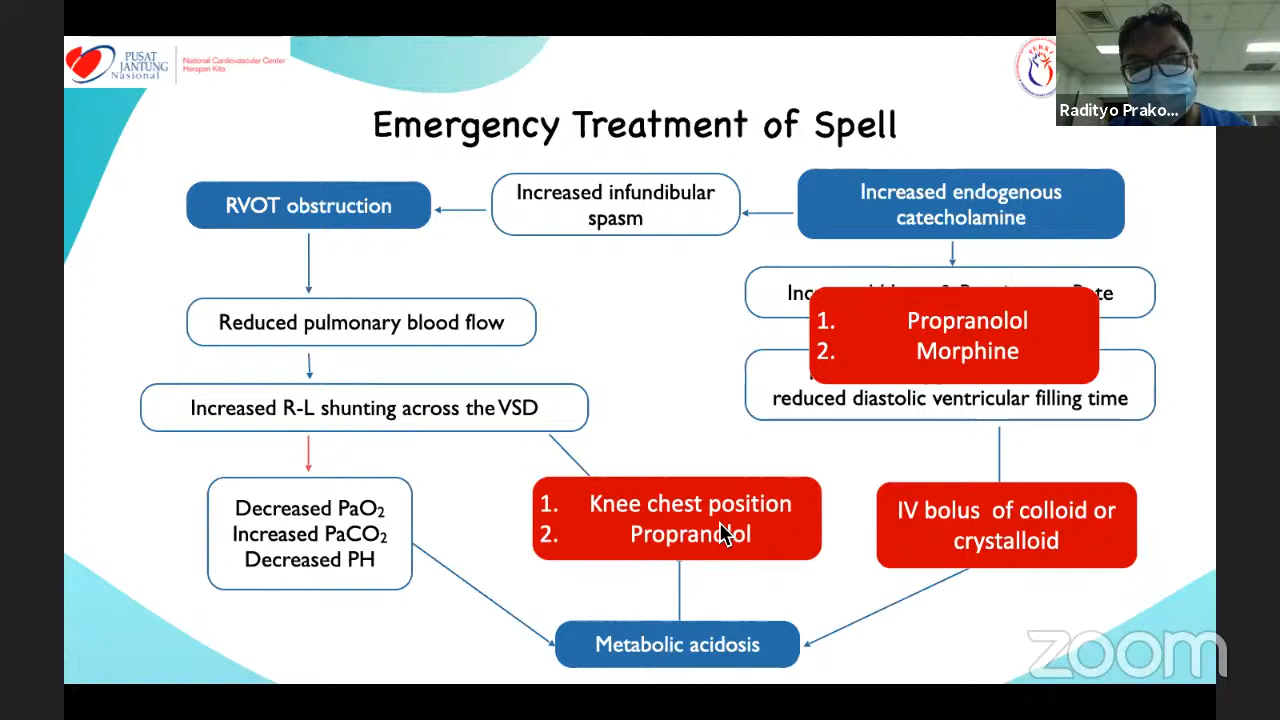 PUSAT
JANTUNG
Nasional
National Cardiovascular Center
Harapan Kita
Radityo Prako...
Emergency Treatment of Spell
RVOT obstruction
Increased infundibular
spasm
Increased endogenous
catecholamine
Reduced pulmonary blood flow
1. Propranolol
2. Morphine
reduced diastolic ventricular filling time
Increased R-L shunting across the VSD
Decreased PaO2
Increased PaCO2
Decreased PH
1. Knee chest position
2. Propranolol
IV bolus of colloid or
crystalloid
Metabolic acidosis
zoom